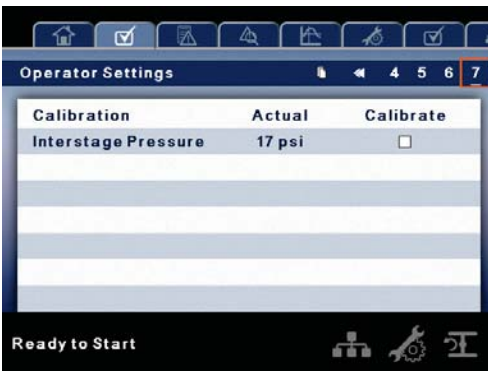 Operator Settings 4 5 6 7
Calibration Actual Calibrate
Interstage Pressure 17 psi
Ready to Start